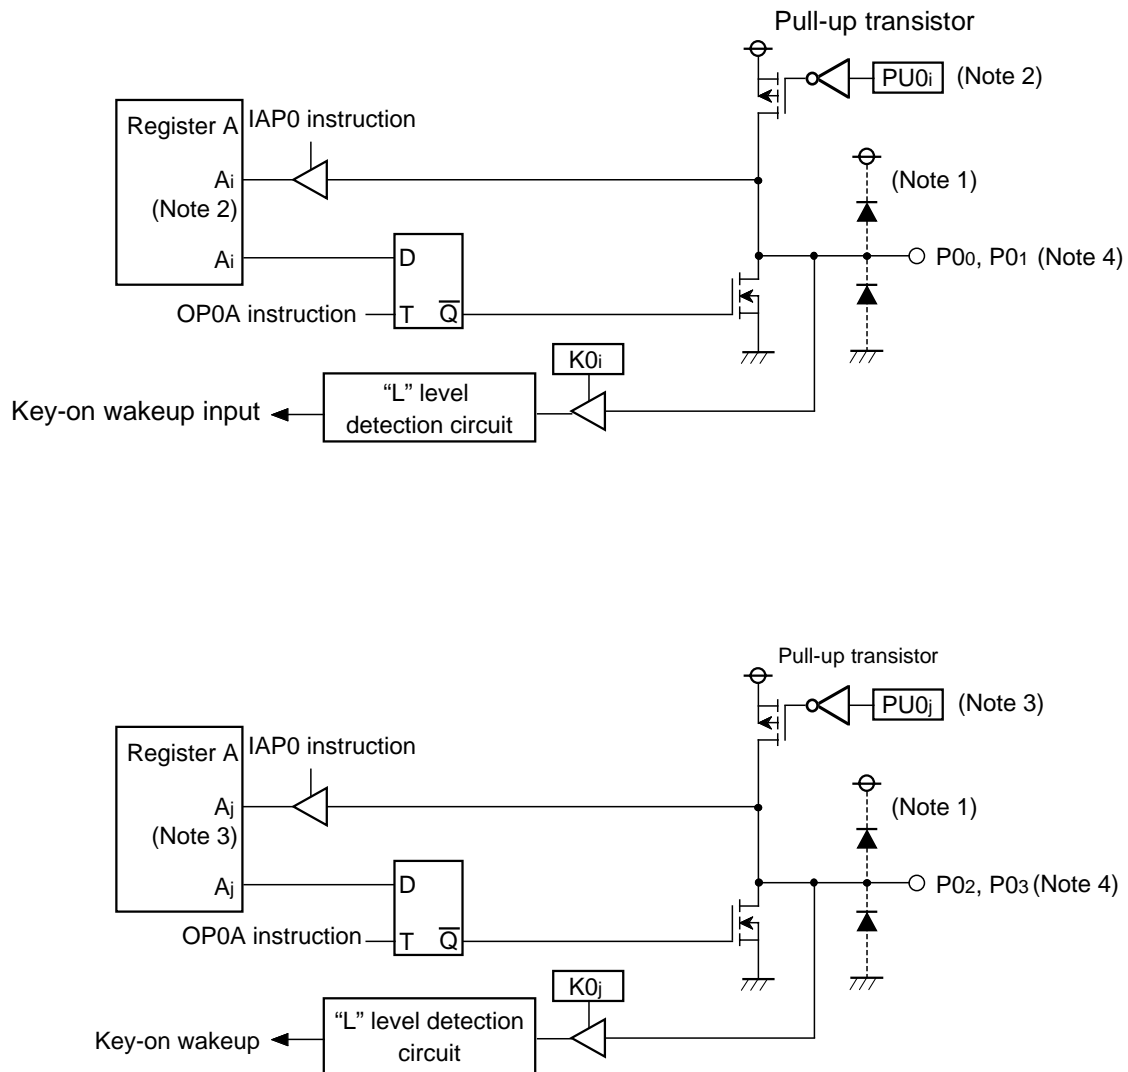 Pull-up transistor
PU0i (Note 2)
Register A
IAP0 instruction
Ai
(Note 2)
(Note 1)
Ai
D
P00, P01 (Note 4)
OP0A instruction
T Q̅
K0i
“L” level
detection circuit
Key-on wakeup input
Pull-up transistor
PU0j (Note 3)
Register A
IAP0 instruction
Aj
(Note 3)
(Note 1)
Aj
D
P02, P03 (Note 4)
OP0A instruction
T Q̅
K0j
“L” level detection
circuit
Key-on wakeup